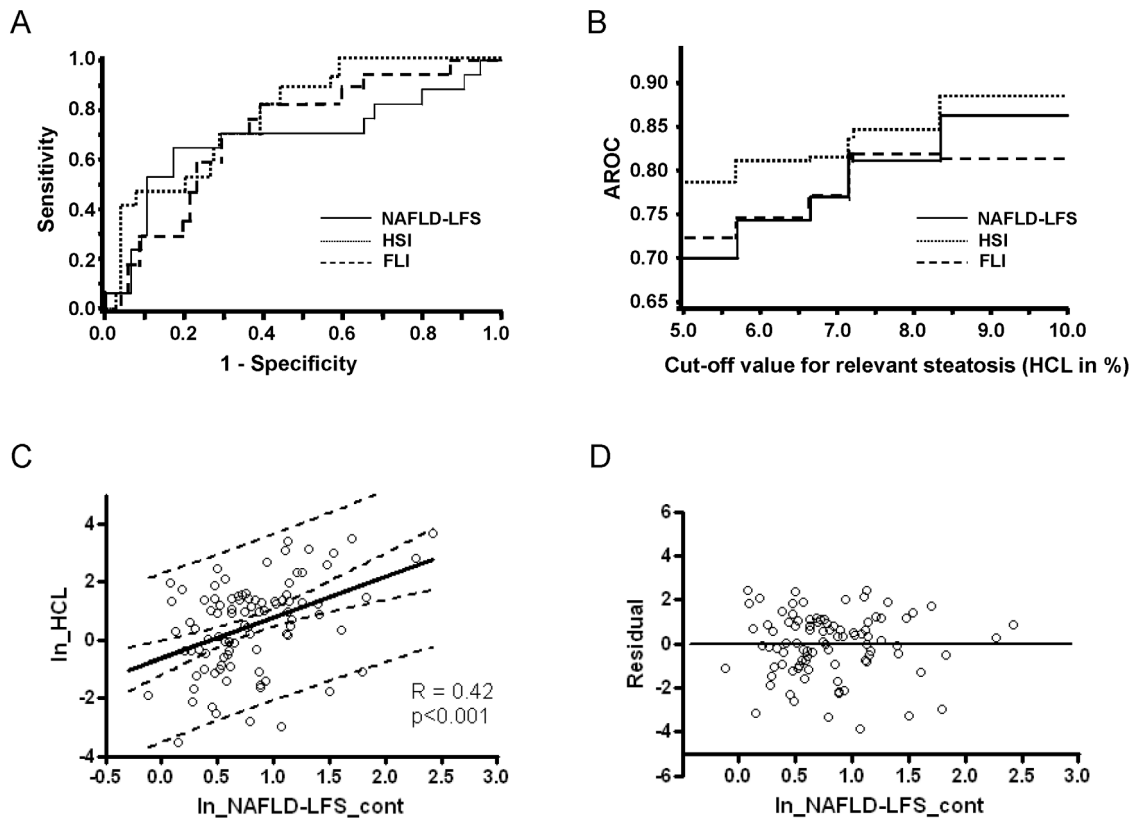 A
Sensitivity
1.0
0.8
0.6
0.4
0.2
0.0
NAFLD-LFS
HSI
FLI
0.0 0.2 0.4 0.6 0.8 1.0
1 - Specificity
B
AROC
0.90
0.85
0.80
0.75
0.70
0.65
NAFLD-LFS
HSI
FLI
5.0 6.0 7.0 8.0 9.0 10.0
Cut-off value for relevant steatosis (HCL in %)
C
ln_HCL
4
2
0
-2
-4
R = 0.42
p<0.001
-0.5 0.0 0.5 1.0 1.5 2.0 2.5 3.0
ln_NAFLD-LFS_cont
D
Residual
6
4
2
0
-2
-4
-6
0.0 0.5 1.0 1.5 2.0 2.5 3.0
ln_NAFLD-LFS_cont